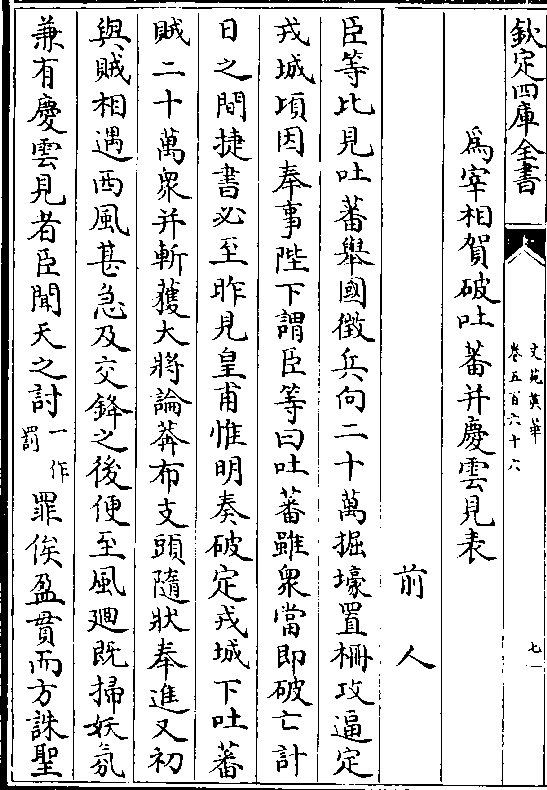 欽定四庫全書
文苑英華
卷五百六十六
七
為宰相賀破吐蕃并慶雲見表
前人
臣等比見吐蕃舉國徵兵向二十萬掘壕置柵攻逼定
戎城頃因奉事陛下謂臣等曰吐蕃雖衆當即破亡計
日之間捷書必至昨見皇甫惟明奏破定戎城下吐蕃
賊二十萬衆并斬獲大將論莽布支頭隨狀奉進又初
與賊相遇西風甚急及交鋒之後便至風廻既掃妖氛
兼有慶雲見者臣聞天之討一作罰罪俟盈貫而方誅聖